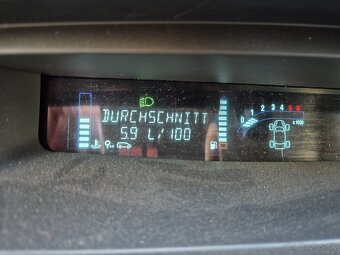 DURCHSCHNITT
5.9 L/100
0 1 2 3 4 5 6
x1000